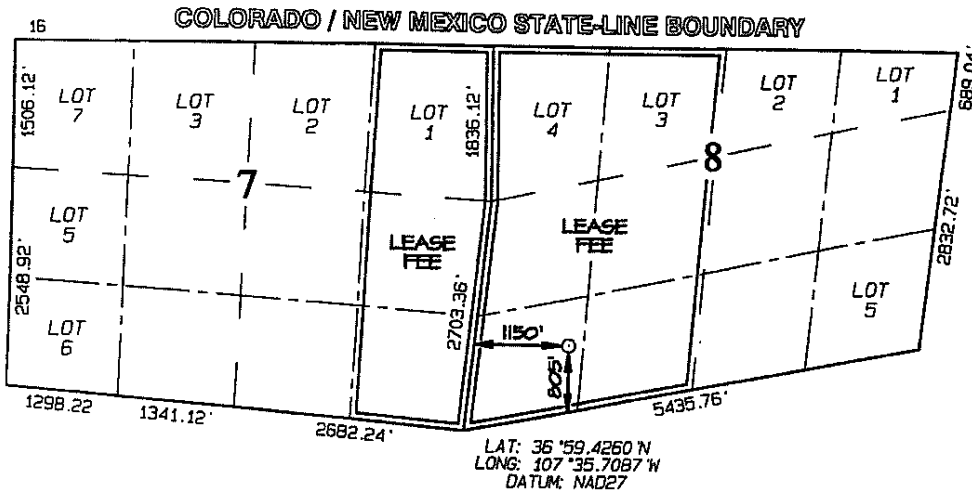 COLORADO / NEW MEXICO STATE-LINE BOUNDARY
16
1506.12'
LOT
7
LOT
3
LOT
2
LOT
1
1836.12'
LOT
4
LOT
3
LOT
2
LOT
1
689.04'
7
8
LOT
5
LEASE
FEE
LEASE
FEE
2548.92'
2703.36'
2832.72'
LOT
6
LOT
5
1150'
805'
1298.22
1341.12'
2682.24'
5435.76'
LAT: 36°59.4260'N
LONG: 107°35.7087'W
DATUM: NAD27